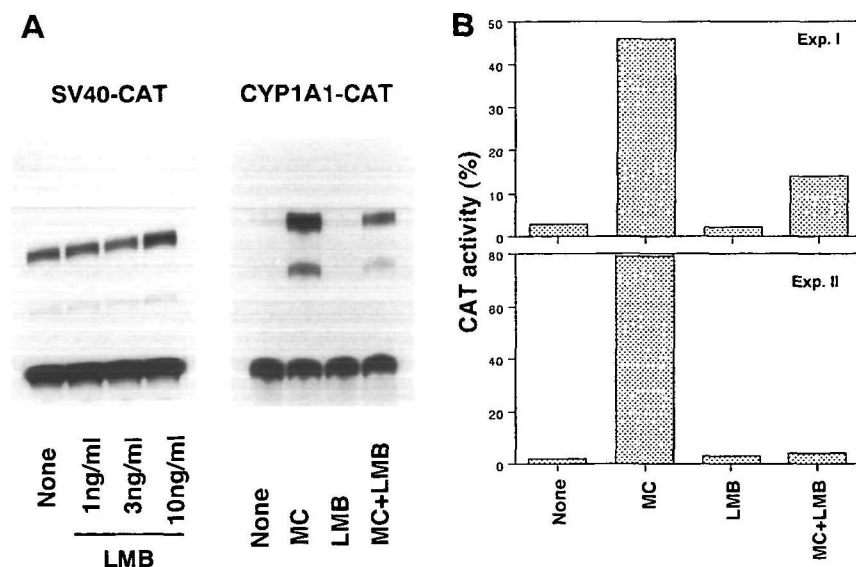 A
SV40-CAT
CYP1A1-CAT
None
1ng/ml
3ng/ml
10ng/ml
LMB
None
MC
LMB
MC+LMB
B
CAT activity (%)
50
40
30
20
10
0
Exp. I
80
60
40
20
0
Exp. II
None
MC
LMB
MC+LMB